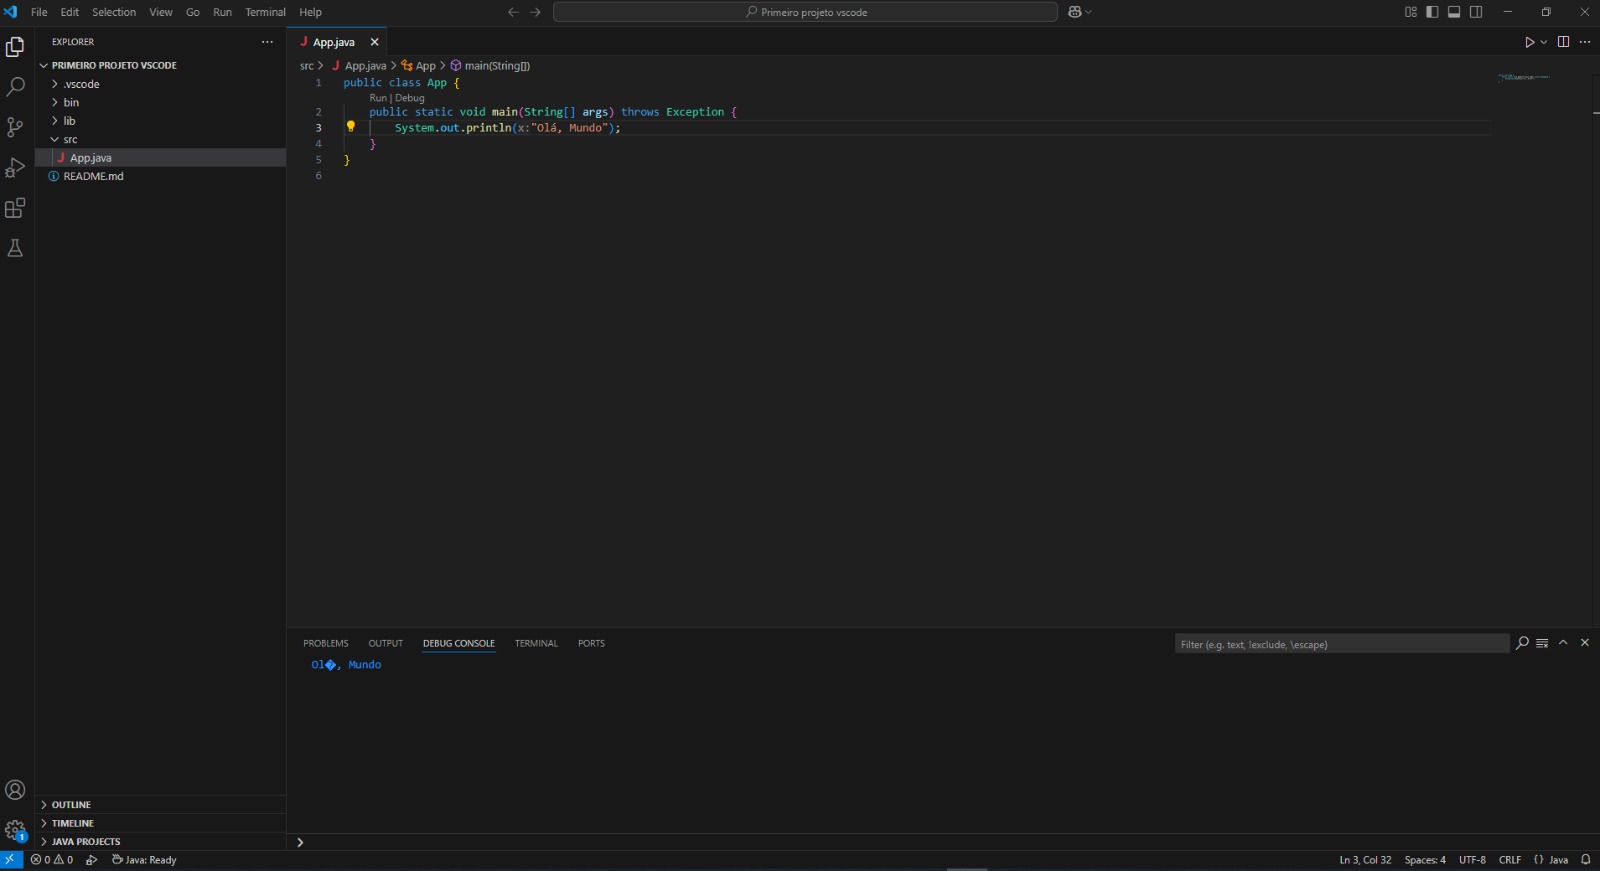 File Edit Selection View Go Run Terminal Help
Primeiro projeto vscode
EXPLORER
PRIMEIRO PROJETO VSCODE
.vscode
bin
lib
src
J App.java
README.md
OUTLINE
TIMELINE
JAVA PROJECTS
J App.java
src > J App.java > App > main(String[])
1 public class App {
Run | Debug
2 public static void main(String[] args) throws Exception {
3 System.out.println(x:"Olá, Mundo");
4 }
5 }
6
PROBLEMS OUTPUT DEBUG CONSOLE TERMINAL PORTS
Filter (e.g. text, !exclude, \escape)
Ol�, Mundo
1
0 0 Java: Ready
Ln 3, Col 32 Spaces: 4 UTF-8 CRLF {} Java